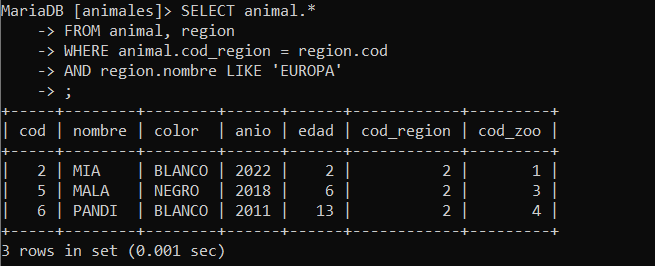 MariaDB [animales]> SELECT animal.*
    -> FROM animal, region
    -> WHERE animal.cod_region = region.cod
    -> AND region.nombre LIKE 'EUROPA'
    -> ;
+-----+--------+--------+------+------+------------+---------+
| cod | nombre | color  | anio | edad | cod_region | cod_zoo |
+-----+--------+--------+------+------+------------+---------+
|   2 | MIA    | BLANCO | 2022 |    2 |          2 |       1 |
|   5 | MALA   | NEGRO  | 2018 |    6 |          2 |       3 |
|   6 | PANDI  | BLANCO | 2011 |   13 |          2 |       4 |
+-----+--------+--------+------+------+------------+---------+
3 rows in set (0.001 sec)